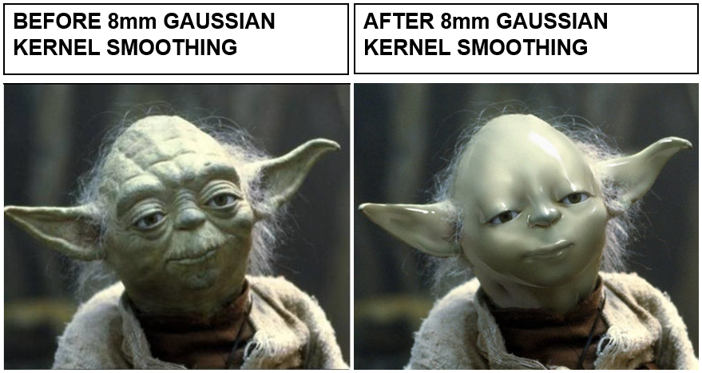 BEFORE 8mm GAUSSIAN
KERNEL SMOOTHING
AFTER 8mm GAUSSIAN
KERNEL SMOOTHING